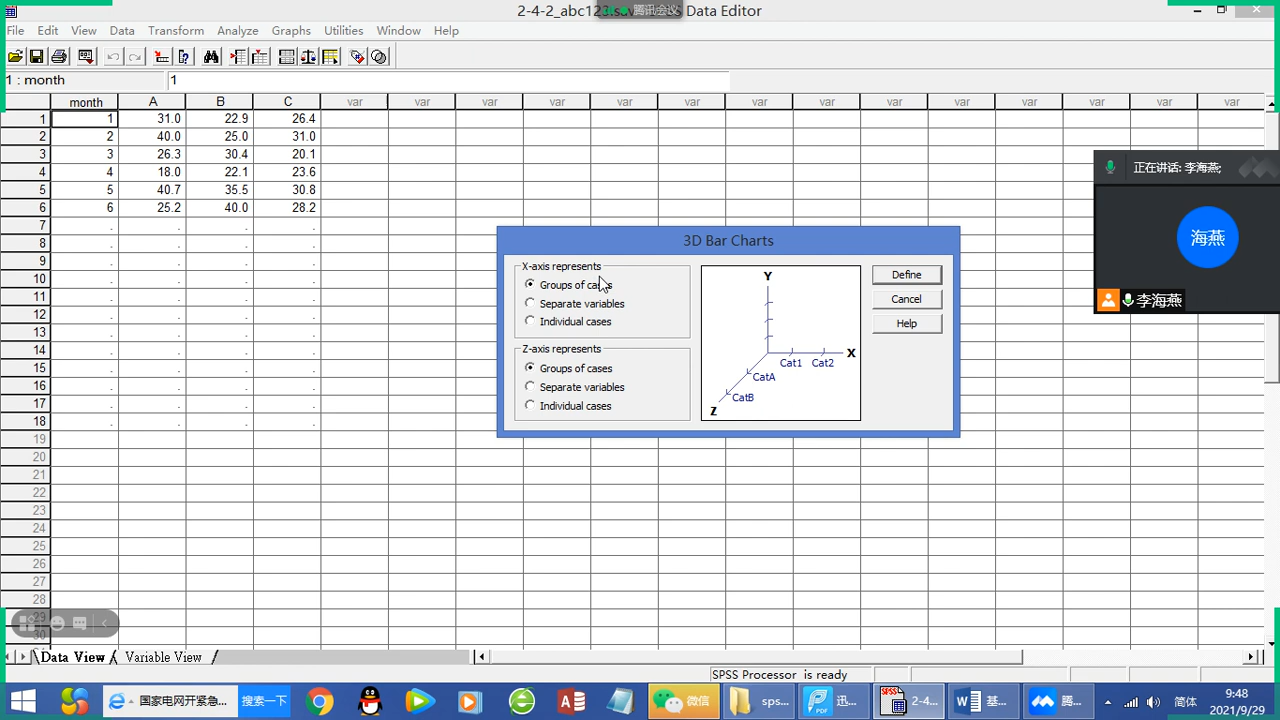 2-4-2_abc123.sav Data Editor
腾讯会议
File Edit View Data Transform Analyze Graphs Utilities Window Help
1 : month 1
month A B C var var var var var var var var var var var var var var
1 1 31.0 22.9 26.4
2 2 40.0 25.0 31.0
3 3 26.3 30.4 20.1
4 4 18.0 22.1 23.6
5 5 40.7 35.5 30.8
6 6 25.2 40.0 28.2
7 . . . .
8 . . . .
9 . . . .
10 . . . .
11 . . . .
12 . . . .
13 . . . .
14 . . . .
15 . . . .
16 . . . .
17 . . . .
18 . . . .
19
20
21
22
23
24
25
26
27
28
29
30
3D Bar Charts
X-axis represents
Groups of cases
Separate variables
Individual cases
Z-axis represents
Groups of cases
Separate variables
Individual cases
Y
X
Cat1 Cat2
CatA
CatB
Z
Define
Cancel
Help
正在讲话: 李海燕;
海燕
李海燕
Data View Variable View
SPSS Processor is ready
国家电网开紧急... 搜索一下 微信 sps... 迅... 2-4... 基... 腾... 简体
9:48
2021/9/29